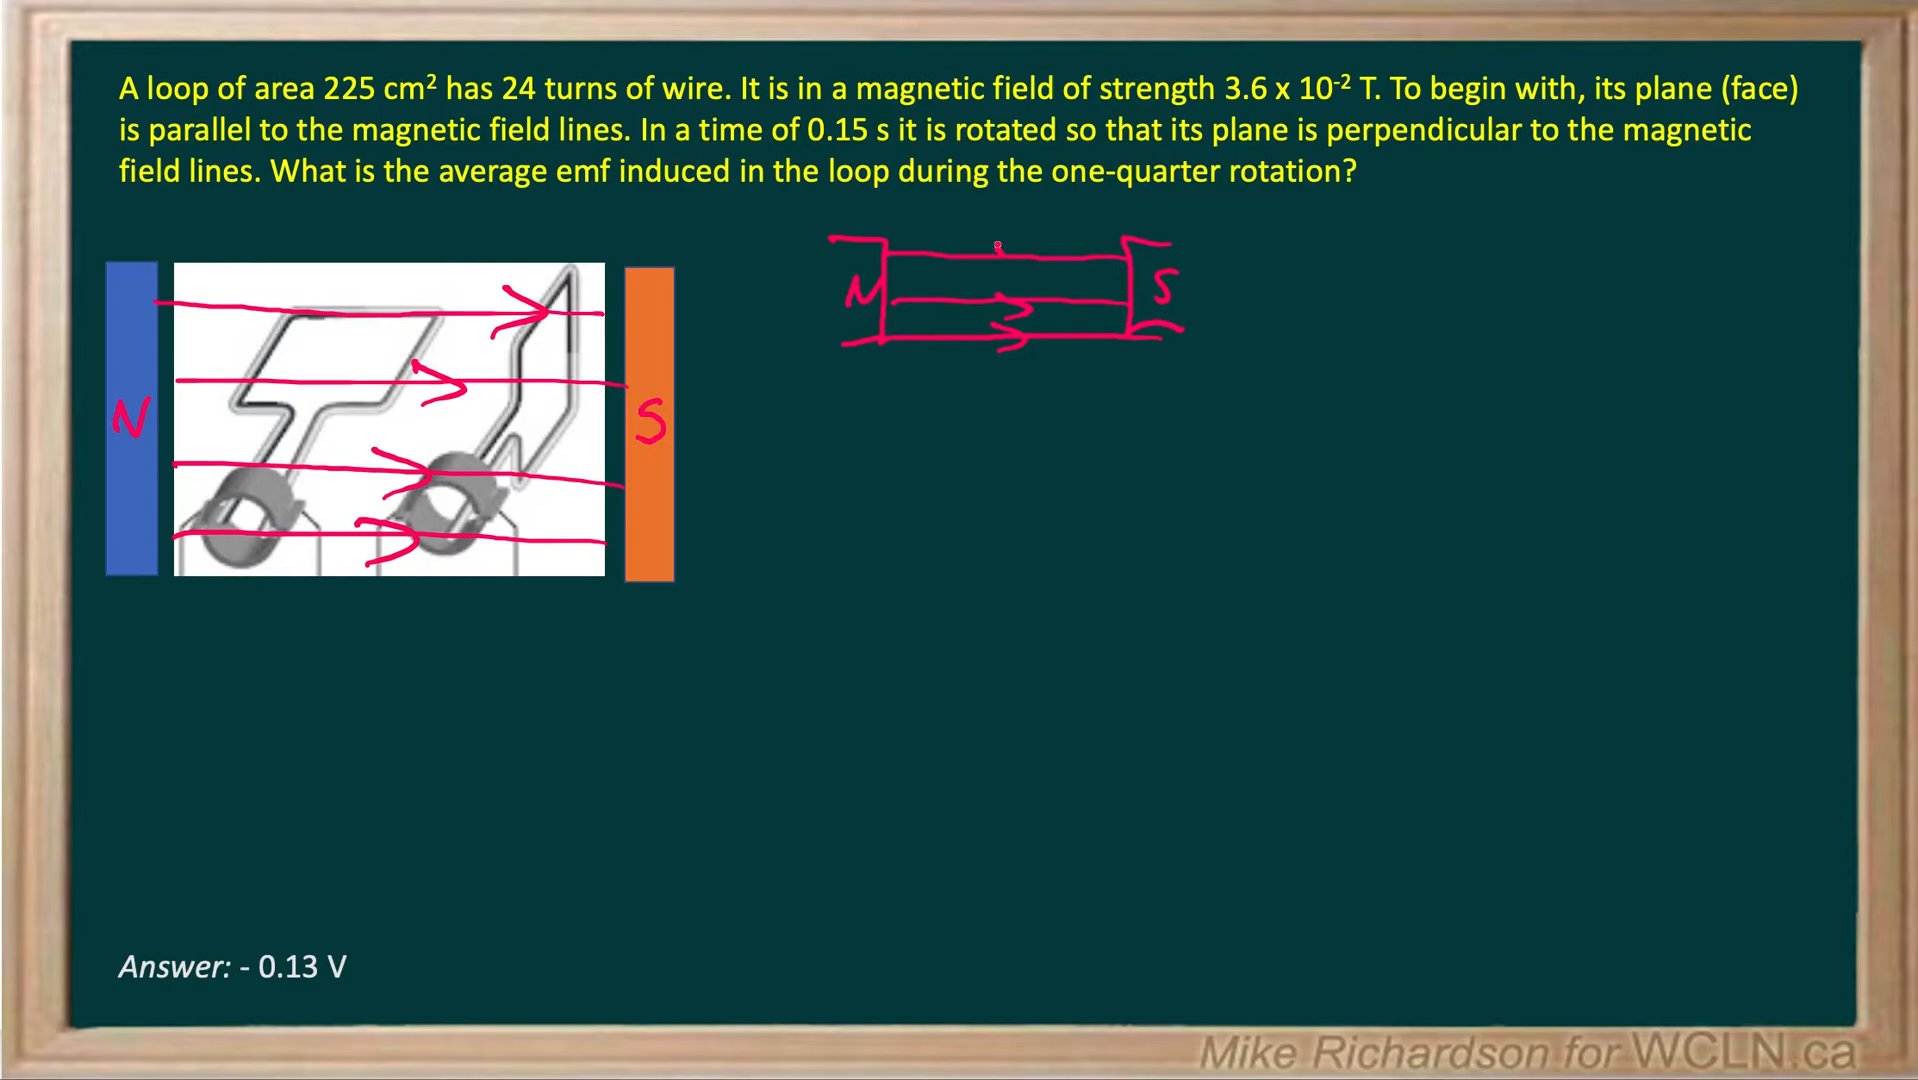 A loop of area 225 cm² has 24 turns of wire. It is in a magnetic field of strength 3.6 x 10⁻² T. To begin with, its plane (face)
is parallel to the magnetic field lines. In a time of 0.15 s it is rotated so that its plane is perpendicular to the magnetic
field lines. What is the average emf induced in the loop during the one-quarter rotation?
N S
N S
Answer: - 0.13 V
Mike Richardson for WCLN.ca